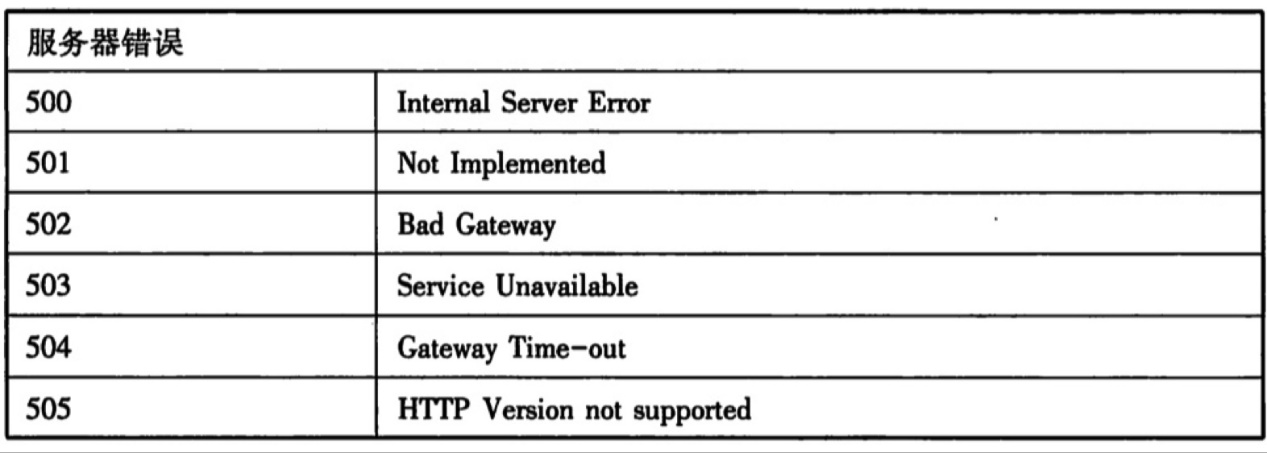 服务器错误
500 Internal Server Error
501 Not Implemented
502 Bad Gateway
503 Service Unavailable
504 Gateway Time-out
505 HTTP Version not supported